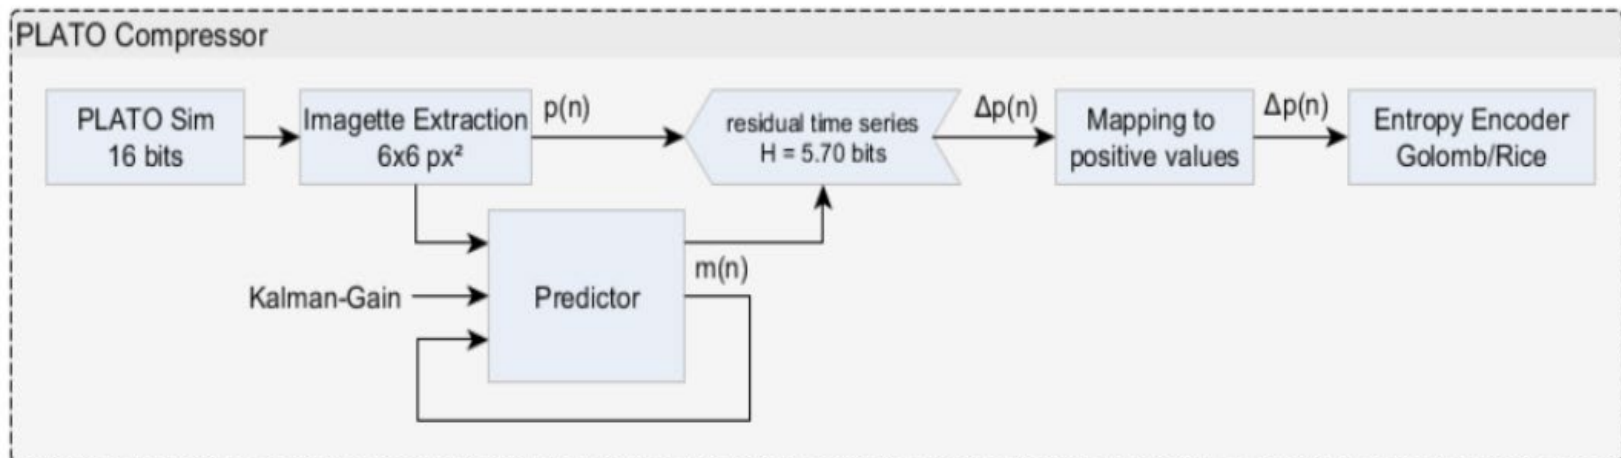 PLATO Compressor
PLATO Sim
16 bits
Imagette Extraction
6x6 px²
p(n)
residual time series
H = 5.70 bits
Δp(n)
Mapping to
positive values
Δp(n)
Entropy Encoder
Golomb/Rice
Kalman-Gain
Predictor
m(n)